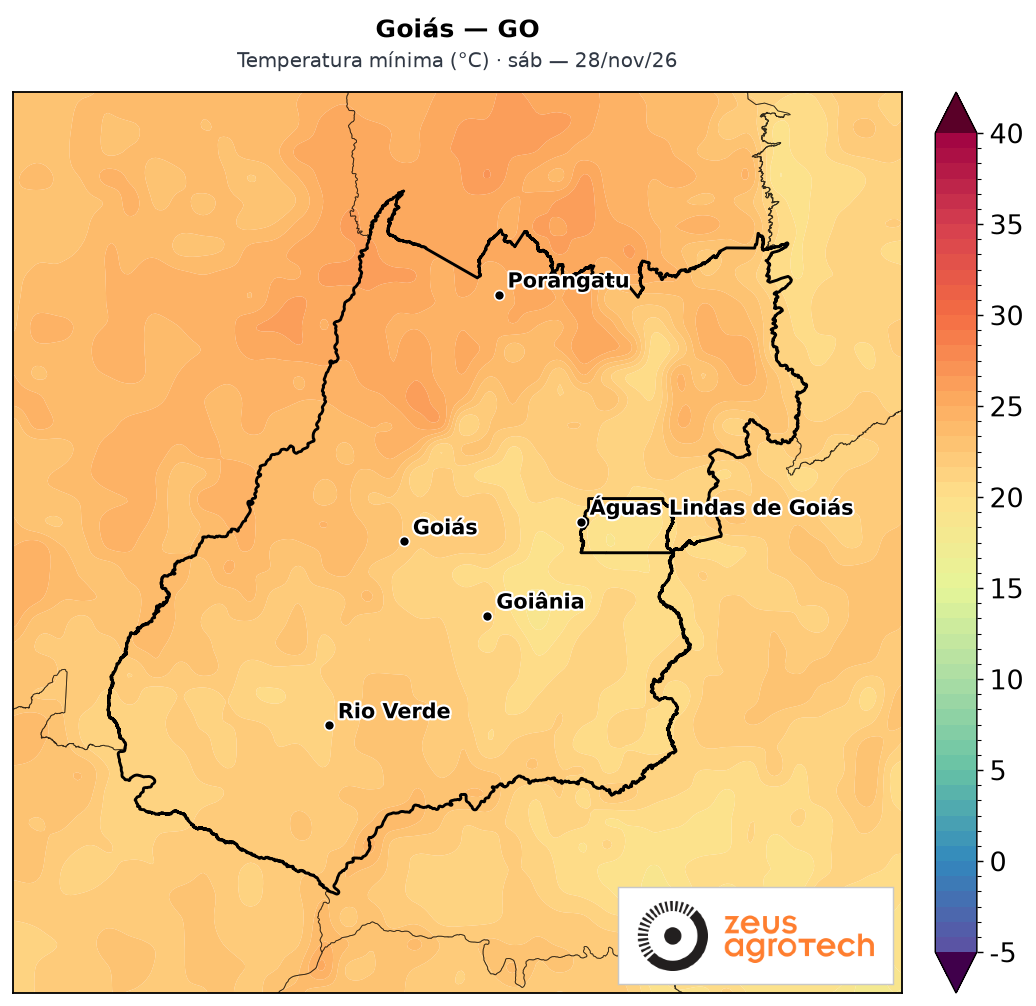 Goiás — GO
Temperatura mínima (°C) · sáb — 28/nov/26
40
35
30
25
20
15
10
5
0
-5
Porangatu
Águas Lindas de Goiás
Goiás
Goiânia
Rio Verde
zeus
agrotech